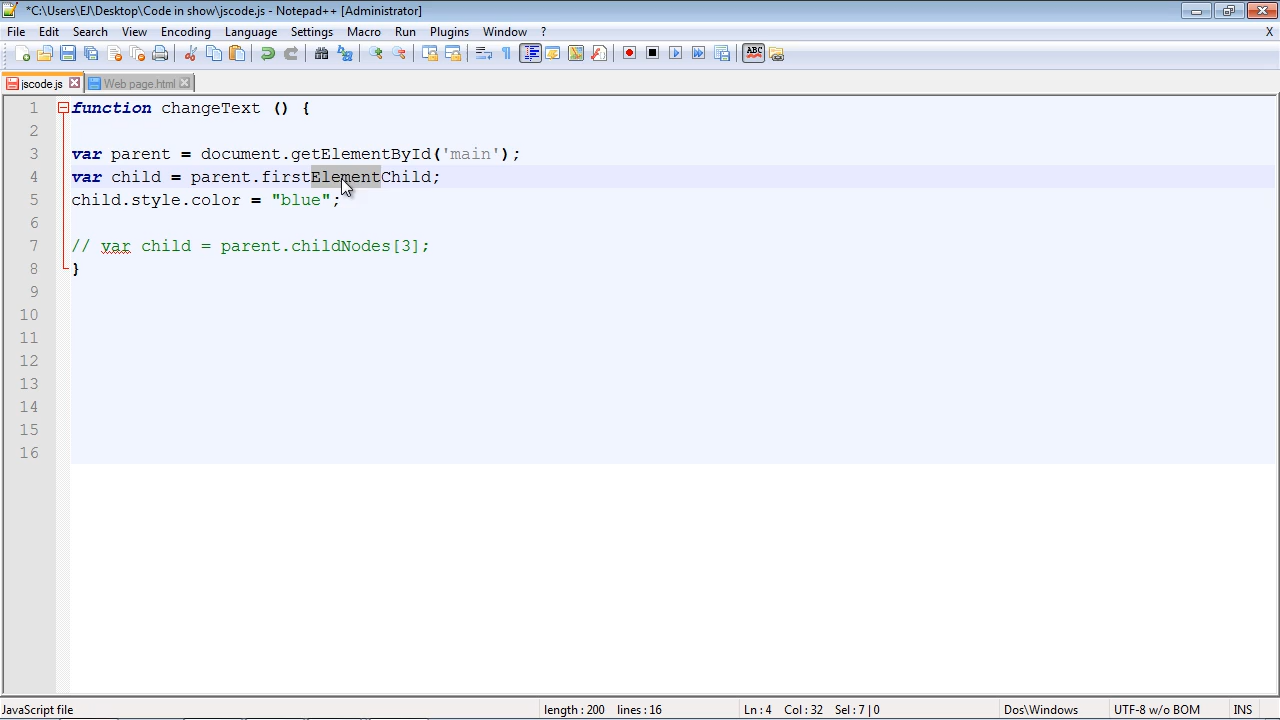 *C:\Users\EJ\Desktop\Code in show\jscode.js - Notepad++ [Administrator]
File Edit Search View Encoding Language Settings Macro Run Plugins Window ? X
ABC
jscode.js Web page.html
1 function changeText () {
2
3 var parent = document.getElementById('main');
4 var child = parent.firstElementChild;
5 child.style.color = "blue";
6
7 // var child = parent.childNodes[3];
8 }
9
10
11
12
13
14
15
16
JavaScript file length : 200 lines : 16 Ln : 4 Col : 32 Sel : 7 | 0 Dos\Windows UTF-8 w/o BOM INS